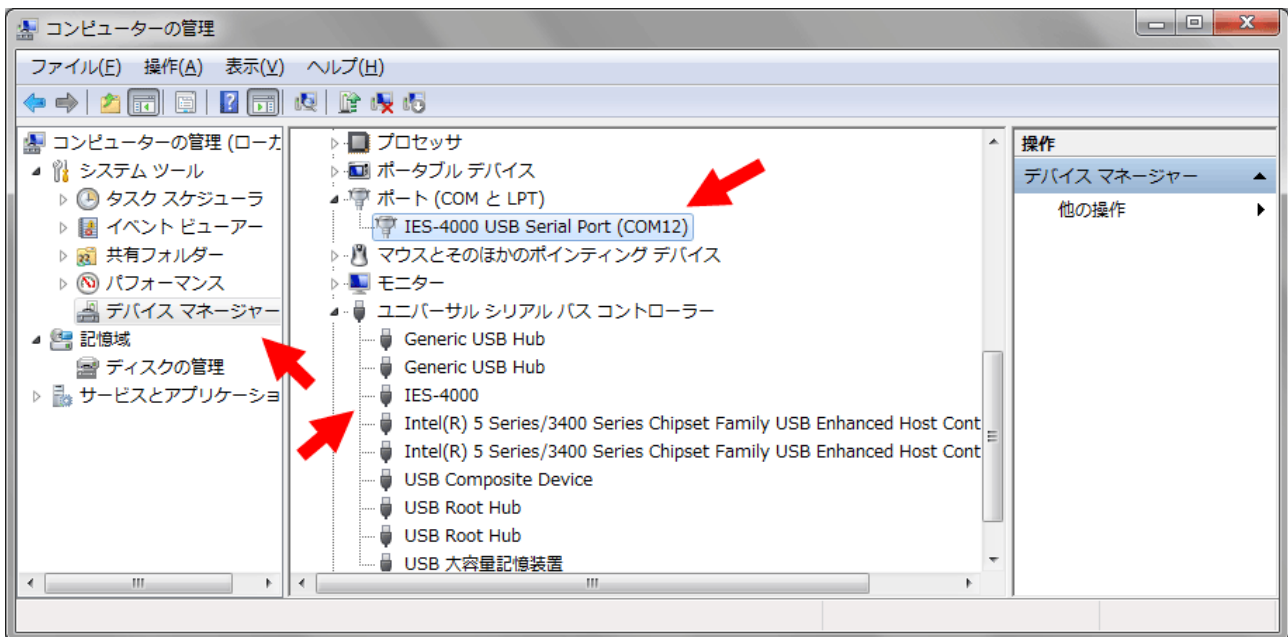 コンピューターの管理
ファイル(F) 操作(A) 表示(V) ヘルプ(H)
コンピューターの管理 (ローカ
システム ツール
タスク スケジューラ
イベント ビューアー
共有フォルダー
パフォーマンス
デバイス マネージャー
記憶域
ディスクの管理
サービスとアプリケーショ
プロセッサ
ポータブル デバイス
ポート (COM と LPT)
IES-4000 USB Serial Port (COM12)
マウスとそのほかのポインティング デバイス
モニター
ユニバーサル シリアル バス コントローラー
Generic USB Hub
Generic USB Hub
IES-4000
Intel(R) 5 Series/3400 Series Chipset Family USB Enhanced Host Cont
Intel(R) 5 Series/3400 Series Chipset Family USB Enhanced Host Cont
USB Composite Device
USB Root Hub
USB Root Hub
USB 大容量記憶装置
操作
デバイス マネージャー
他の操作